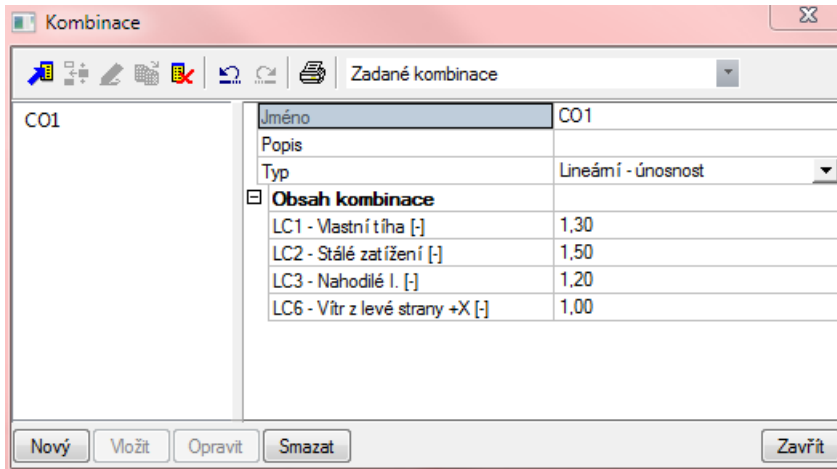 Kombinace
Zadané kombinace
CO1
Jméno CO1
Popis
Typ Lineární - únosnost
Obsah kombinace
LC1 - Vlastní tíha [-] 1,30
LC2 - Stálé zatížení [-] 1,50
LC3 - Nahodilé I. [-] 1,20
LC6 - Vítr z levé strany +X [-] 1,00
Nový Vložit Opravit Smazat Zavřít